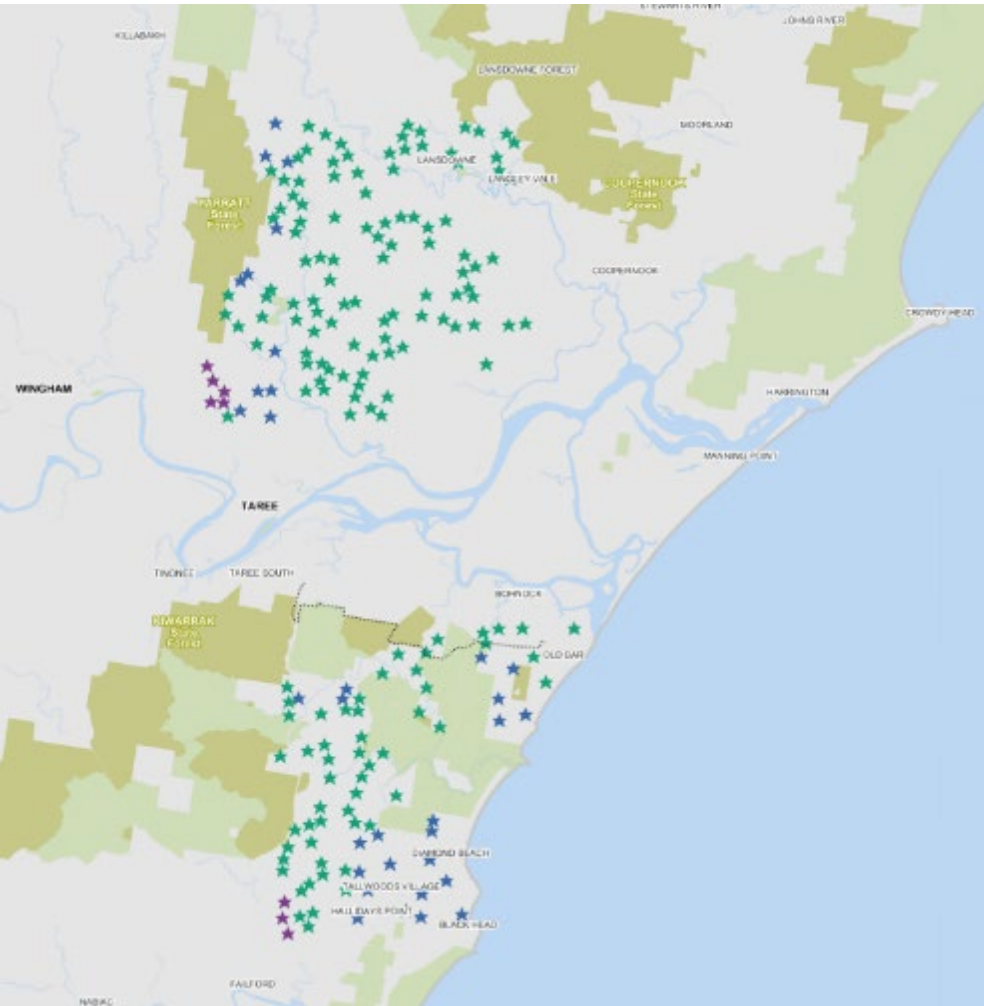 STEWARTS RIVER
JOHNS RIVER
KILLABAKH
LANSDOWNE FOREST
MOORLAND
LANSDOWNE
LANGLEY VALE
COOPERNOOK
State
Forest
YARRATT
State
Forest
COOPERNOOK
CROWDY HEAD
WINGHAM
HARRINGTON
MANNING POINT
TAREE
TINONEE
TAREE SOUTH
BOHNOCK
KIWARRAK
State
Forest
OLD BAR
DIAMOND BEACH
TALLWOODS VILLAGE
HALLIDAYS POINT
BLACK HEAD
FAILFORD
NABIAC